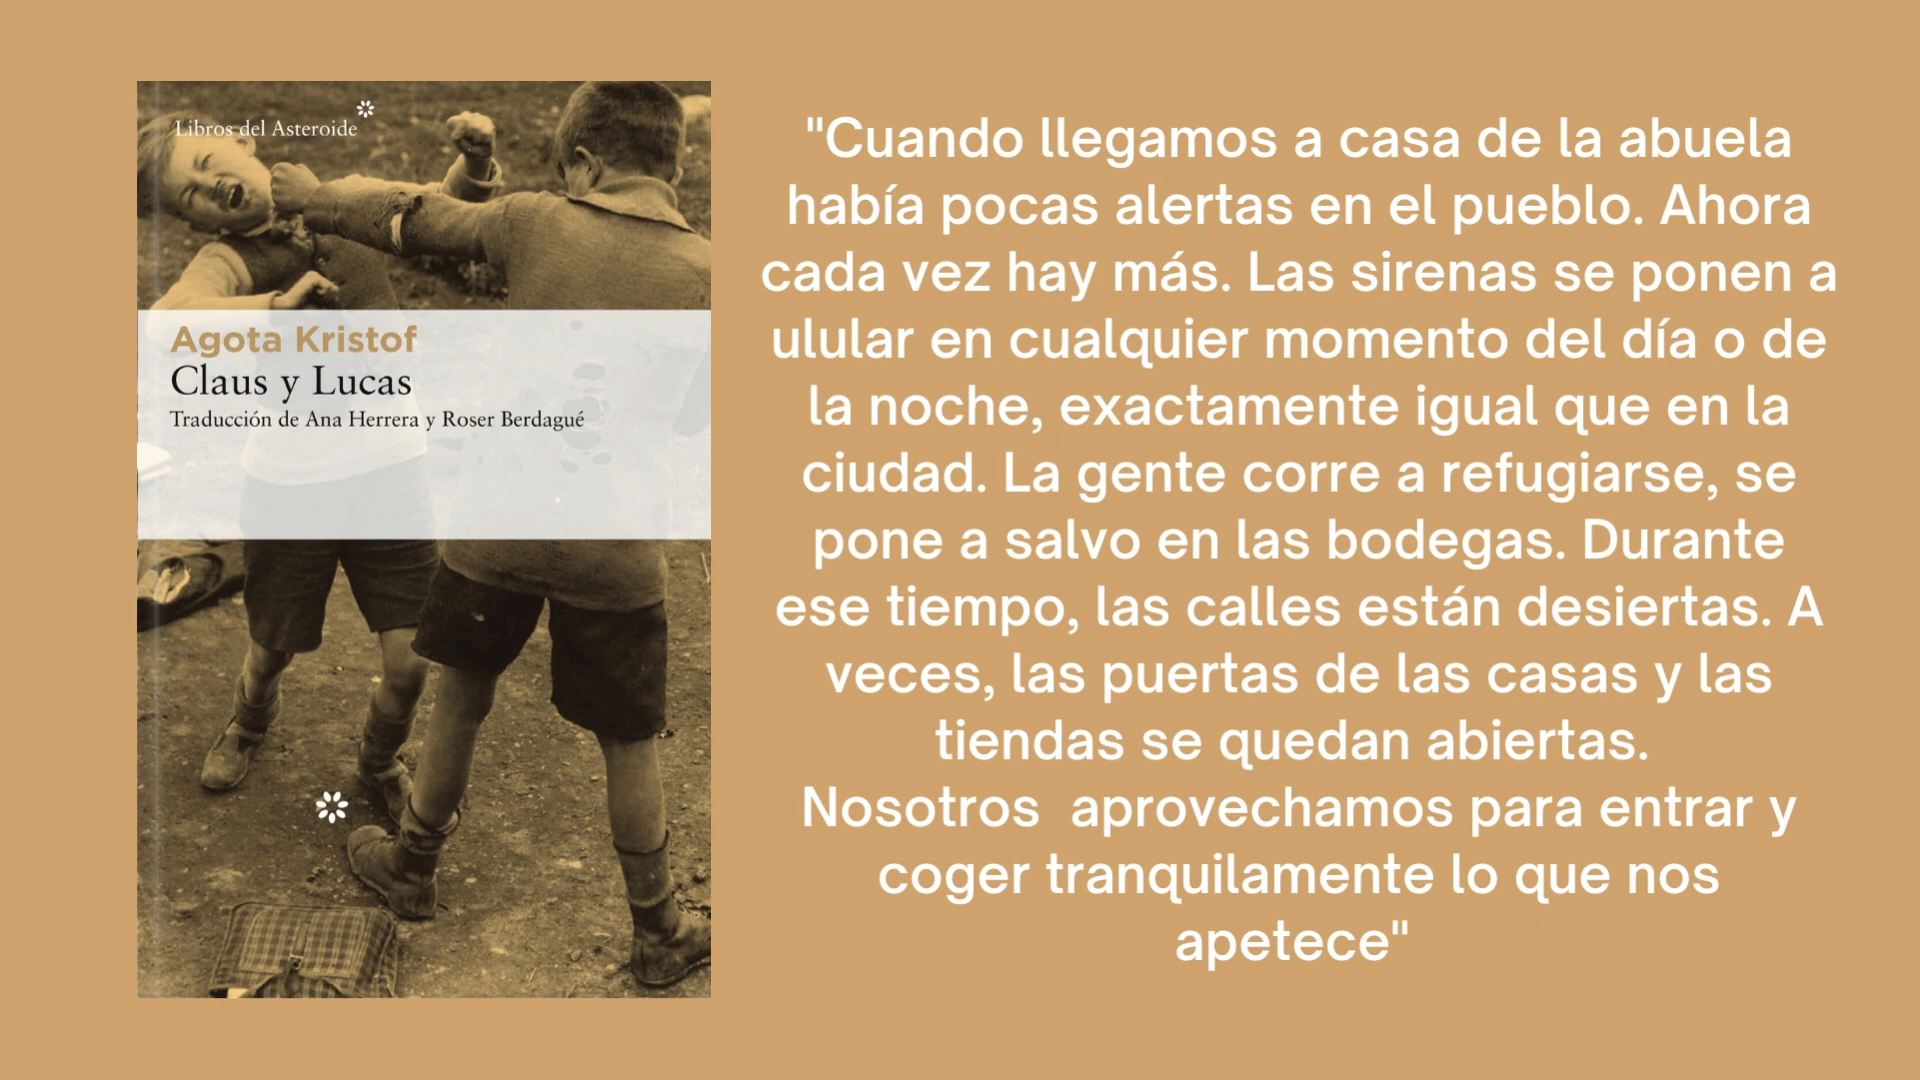 Libros del Asteroide
Agota Kristof
Claus y Lucas
Traducción de Ana Herrera y Roser Berdagué
"Cuando llegamos a casa de la abuela
había pocas alertas en el pueblo. Ahora
cada vez hay más. Las sirenas se ponen a
ulular en cualquier momento del día o de
la noche, exactamente igual que en la
ciudad. La gente corre a refugiarse, se
pone a salvo en las bodegas. Durante
ese tiempo, las calles están desiertas. A
veces, las puertas de las casas y las
tiendas se quedan abiertas.
Nosotros  aprovechamos para entrar y
coger tranquilamente lo que nos
apetece"